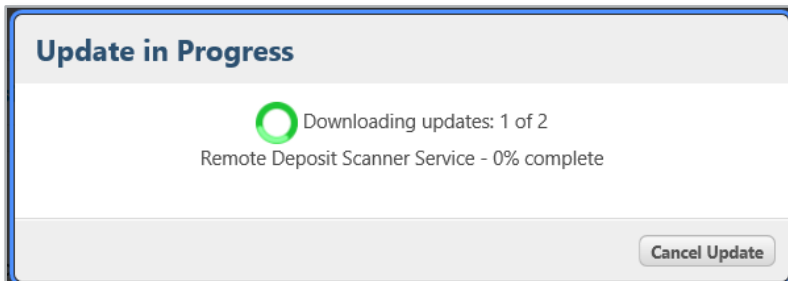 Update in Progress
Downloading updates: 1 of 2
Remote Deposit Scanner Service - 0% complete
Cancel Update